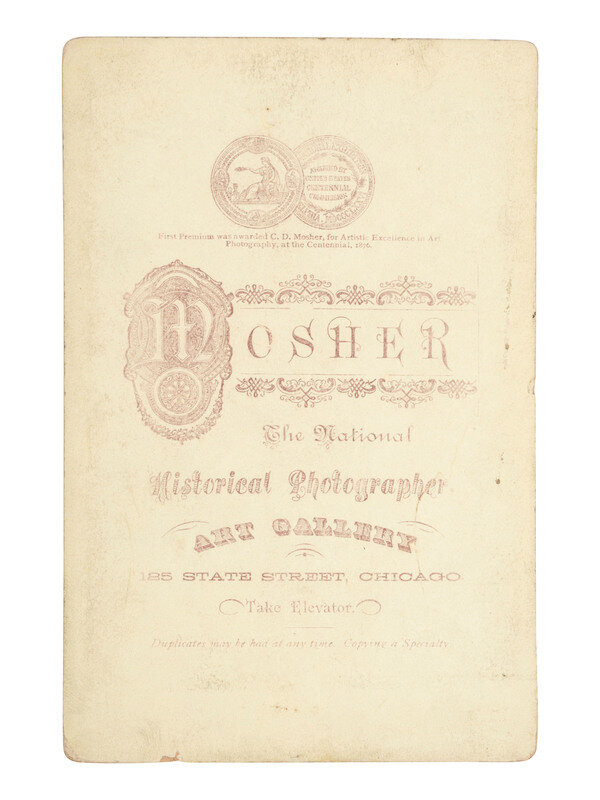 AWARDED BY
UNITED STATES
CENTENNIAL
COMMISSION
First Premium was awarded C. D. Mosher, for Artistic Excellence in Art
Photography, at the Centennial, 1876.
MOSHER
The National
Historical Photographer
ART GALLERY
125 STATE STREET, CHICAGO
Take Elevator.
Duplicates may be had at any time. Copying a Specialty